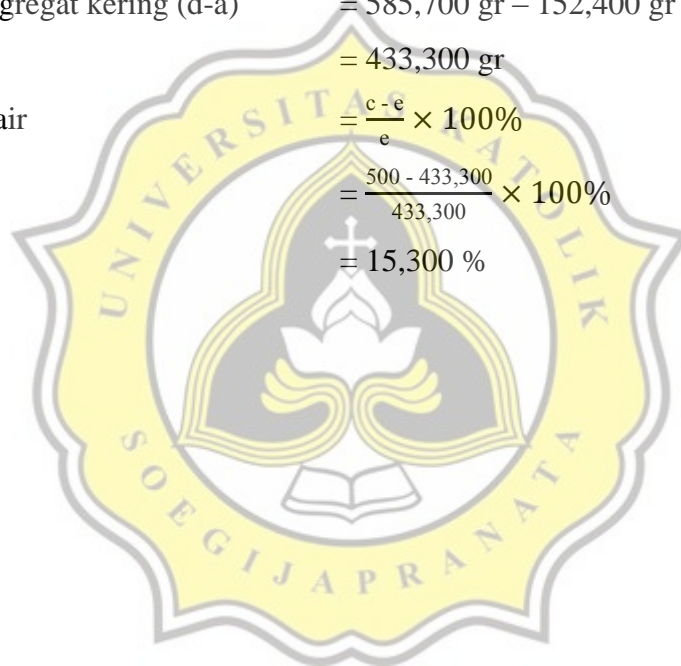 gregat kering (d-a) = 585,700 gr – 152,400 gr
= 433,300 gr
air = c - e / e × 100%
= 500 - 433,300 / 433,300 × 100%
= 15,300 %
UNIVERSITAS KATOLIK
SOEGIJAPRANATA